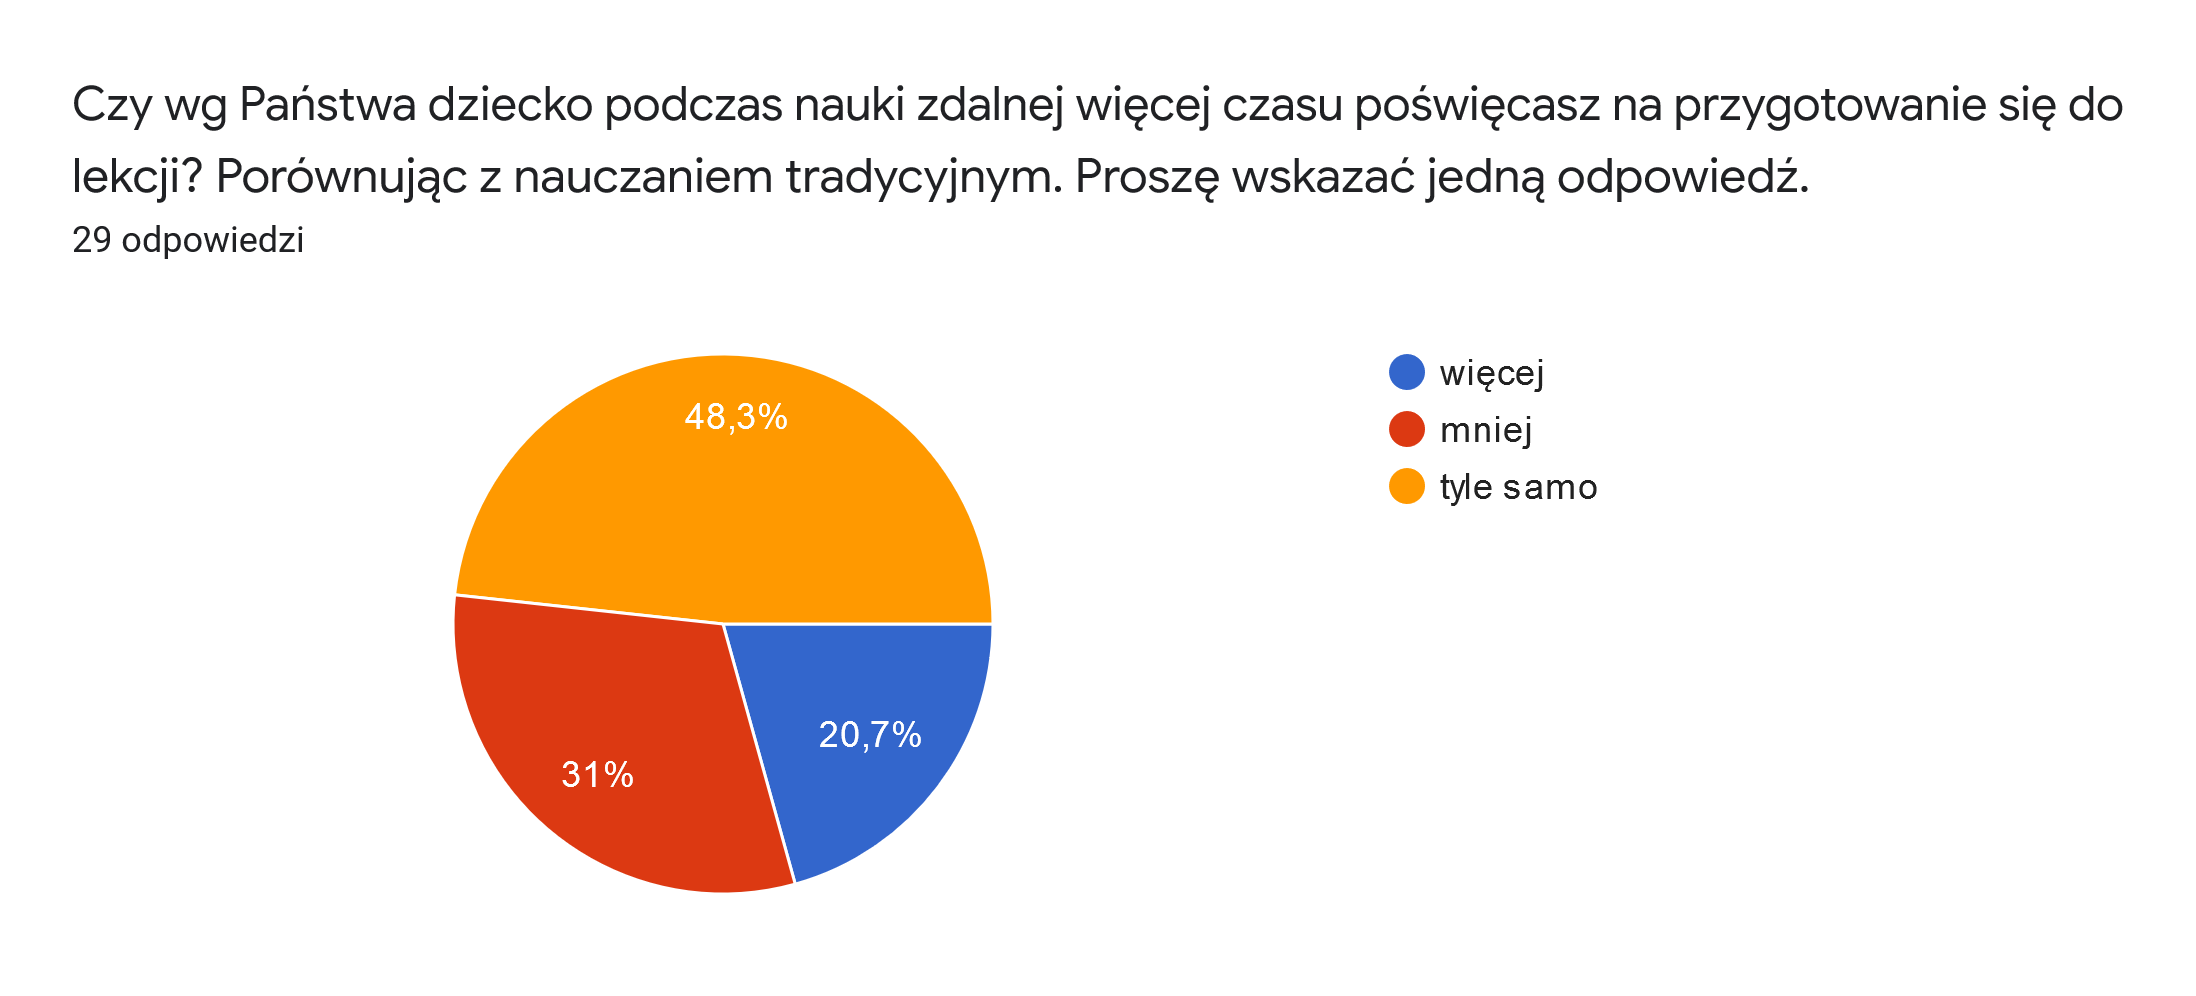 Czy wg Państwa dziecko podczas nauki zdalnej więcej czasu poświęcasz na przygotowanie się do
lekcji? Porównując z nauczaniem tradycyjnym. Proszę wskazać jedną odpowiedź.
29 odpowiedzi
więcej
mniej
tyle samo
48,3%
20,7%
31%